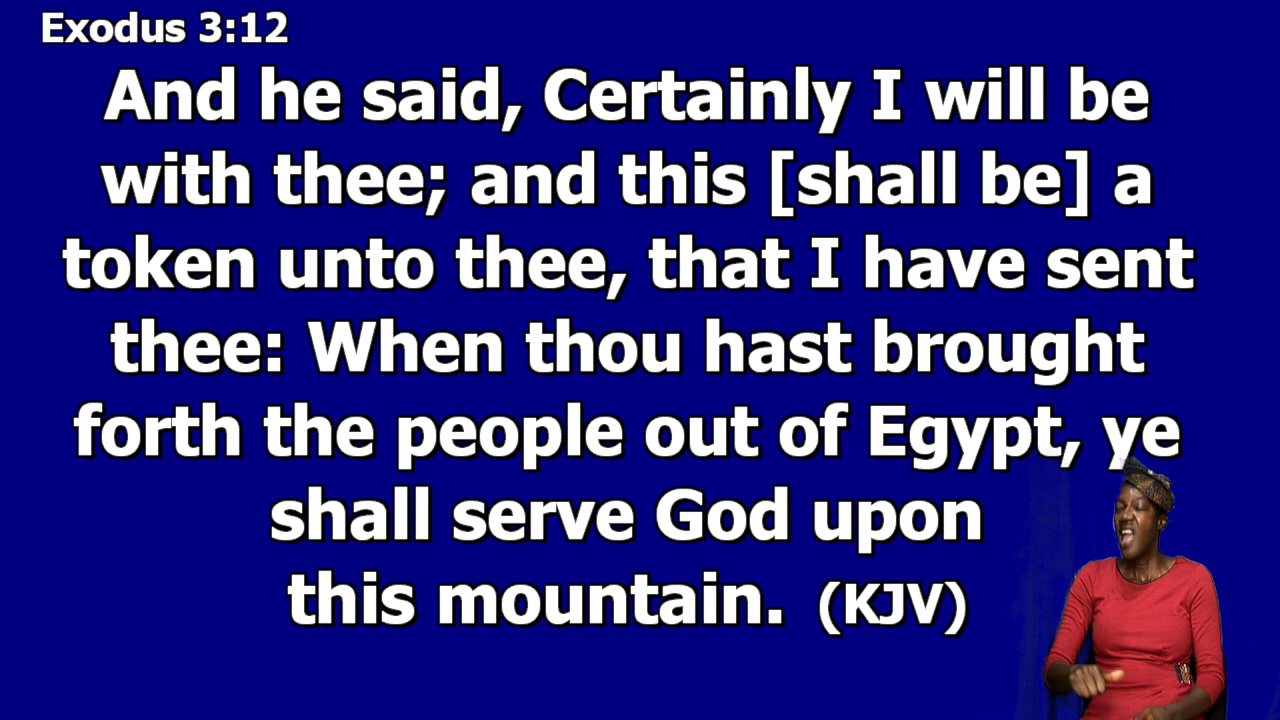 Exodus 3:12
And he said, Certainly I will be
with thee; and this [shall be] a
token unto thee, that I have sent
thee: When thou hast brought
forth the people out of Egypt, ye
shall serve God upon
this mountain. (KJV)